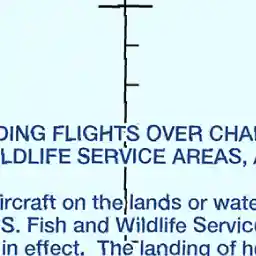 DING FLIGHTS OVER CHA
LDLIFE SERVICE AREAS, A
ircraft on the lands or wate
S. Fish and Wildlife Servic
in effect. The landing of h